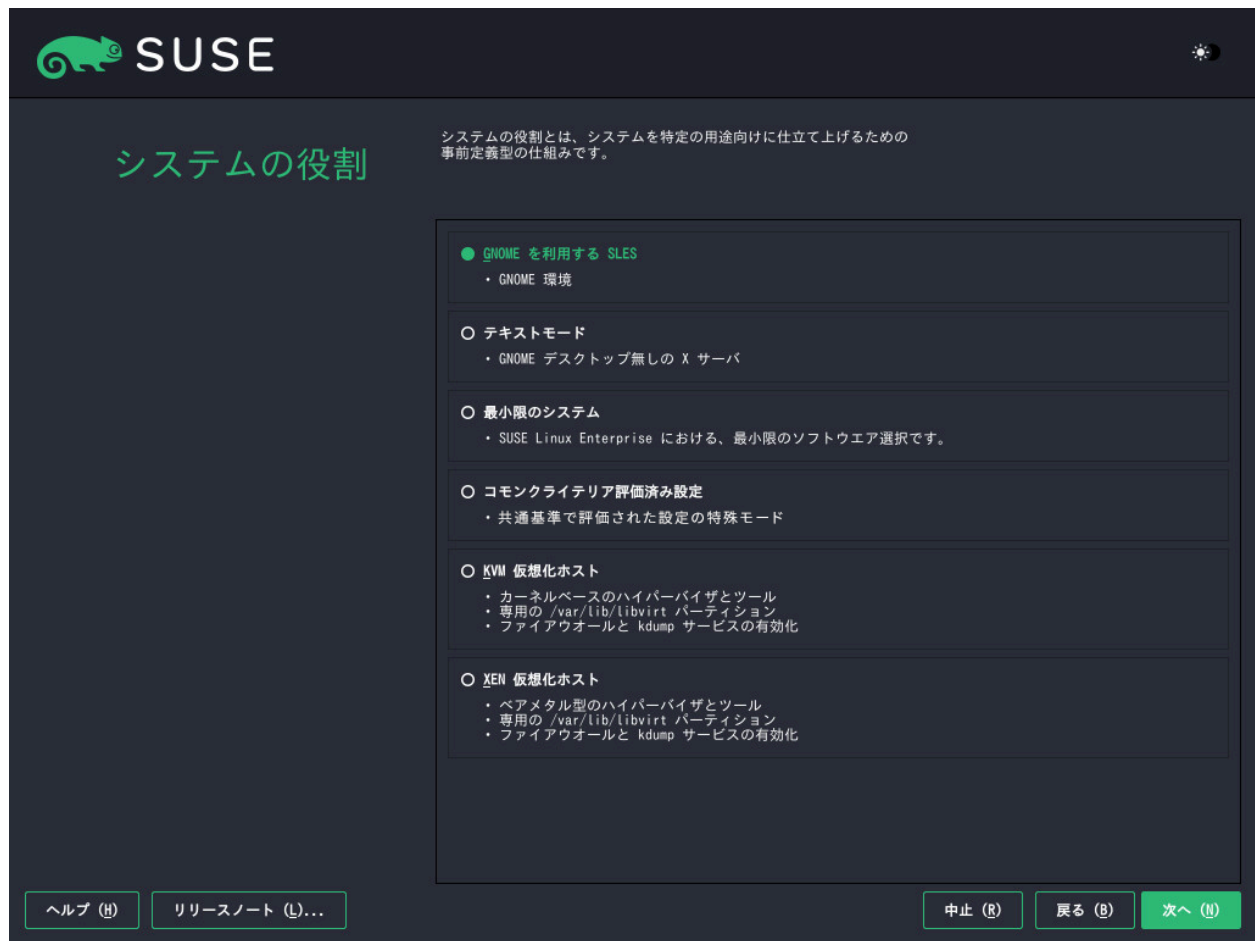 SUSE
システムの役割
システムの役割とは、システムを特定の用途向けに仕立て上げるための
事前定義型の仕組みです。
GNOME を利用する SLES
・ GNOME 環境
テキストモード
・ GNOME デスクトップ無しの X サーバ
最小限のシステム
・ SUSE Linux Enterprise における、最小限のソフトウエア選択です。
コモンクライテリア評価済み設定
・ 共通基準で評価された設定の特殊モード
KVM 仮想化ホスト
・ カーネルベースのハイパーバイザとツール
・ 専用の /var/lib/libvirt パーティション
・ ファイアウオールと kdump サービスの有効化
XEN 仮想化ホスト
・ ベアメタル型のハイパーバイザとツール
・ 専用の /var/lib/libvirt パーティション
・ ファイアウオールと kdump サービスの有効化
ヘルプ (H)
リリースノート (L)...
中止 (R)
戻る (B)
次へ (N)